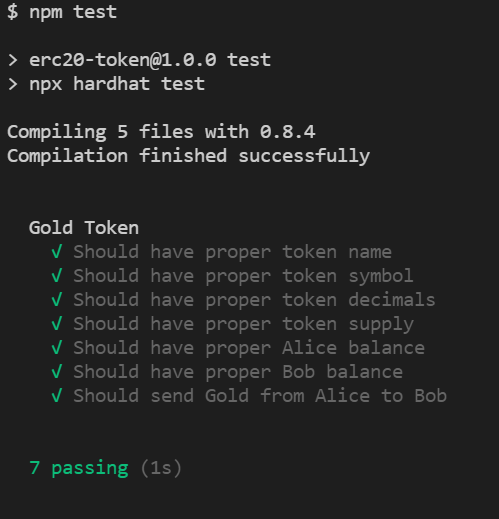 $ npm test
> erc20-token@1.0.0 test
> npx hardhat test
Compiling 5 files with 0.8.4
Compilation finished successfully
Gold Token
√ Should have proper token name
√ Should have proper token symbol
√ Should have proper token decimals
√ Should have proper token supply
√ Should have proper Alice balance
√ Should have proper Bob balance
√ Should send Gold from Alice to Bob
7 passing (1s)